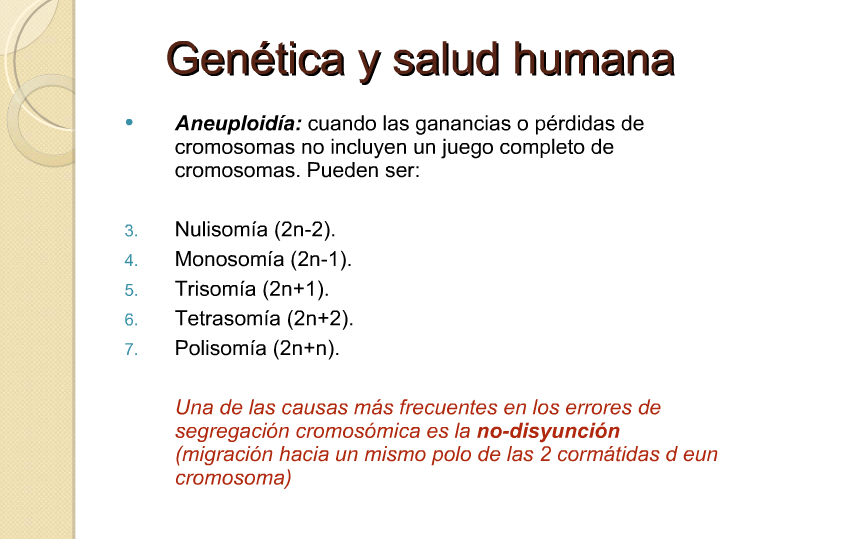 Genética y salud humana
• Aneuploidía: cuando las ganancias o pérdidas de
cromosomas no incluyen un juego completo de
cromosomas. Pueden ser:
3. Nulisomía (2n-2).
4. Monosomía (2n-1).
5. Trisomía (2n+1).
6. Tetrasomía (2n+2).
7. Polisomía (2n+n).
Una de las causas más frecuentes en los errores de
segregación cromosómica es la no-disyunción
(migración hacia un mismo polo de las 2 cormátidas d eun
cromosoma)